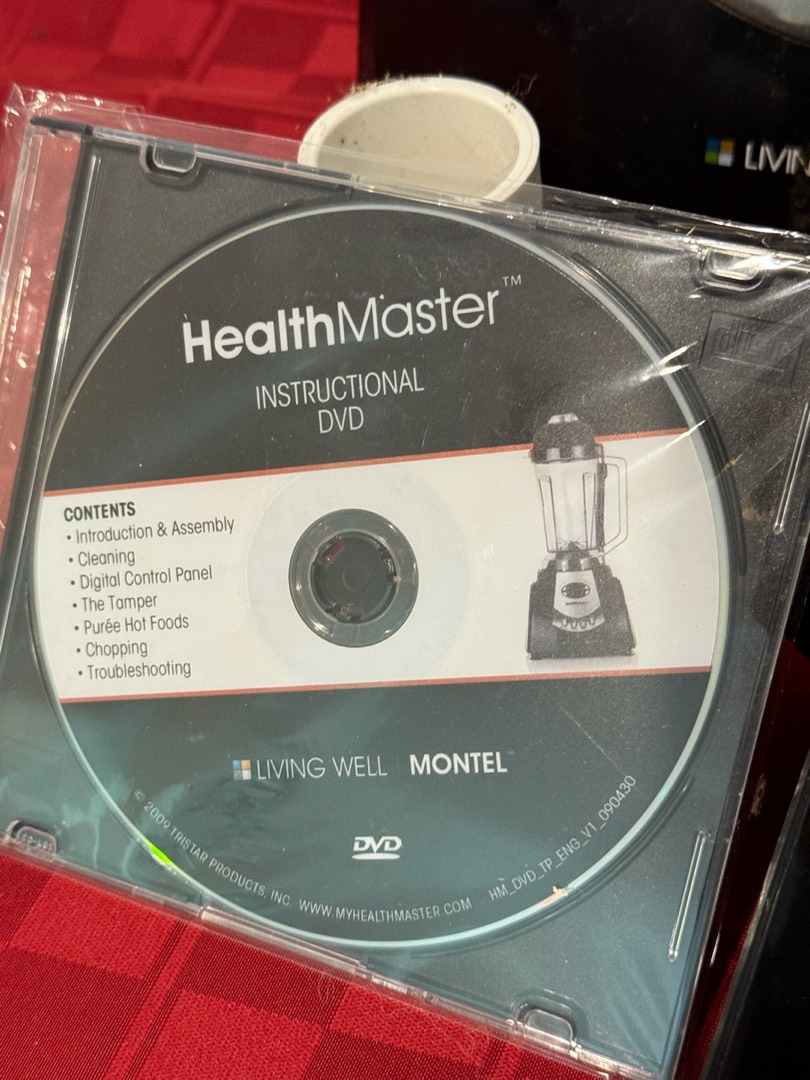 LIVIN
HealthMaster™
INSTRUCTIONAL
DVD
CONTENTS
• Introduction & Assembly
• Cleaning
• Digital Control Panel
• The Tamper
• Purée Hot Foods
• Chopping
• Troubleshooting
LIVING WELL MONTEL™
DVD
© 2009 TRISTAR PRODUCTS, INC. WWW.MYHEALTHMASTER.COM HM_DVD_TP_ENG_V1_090430